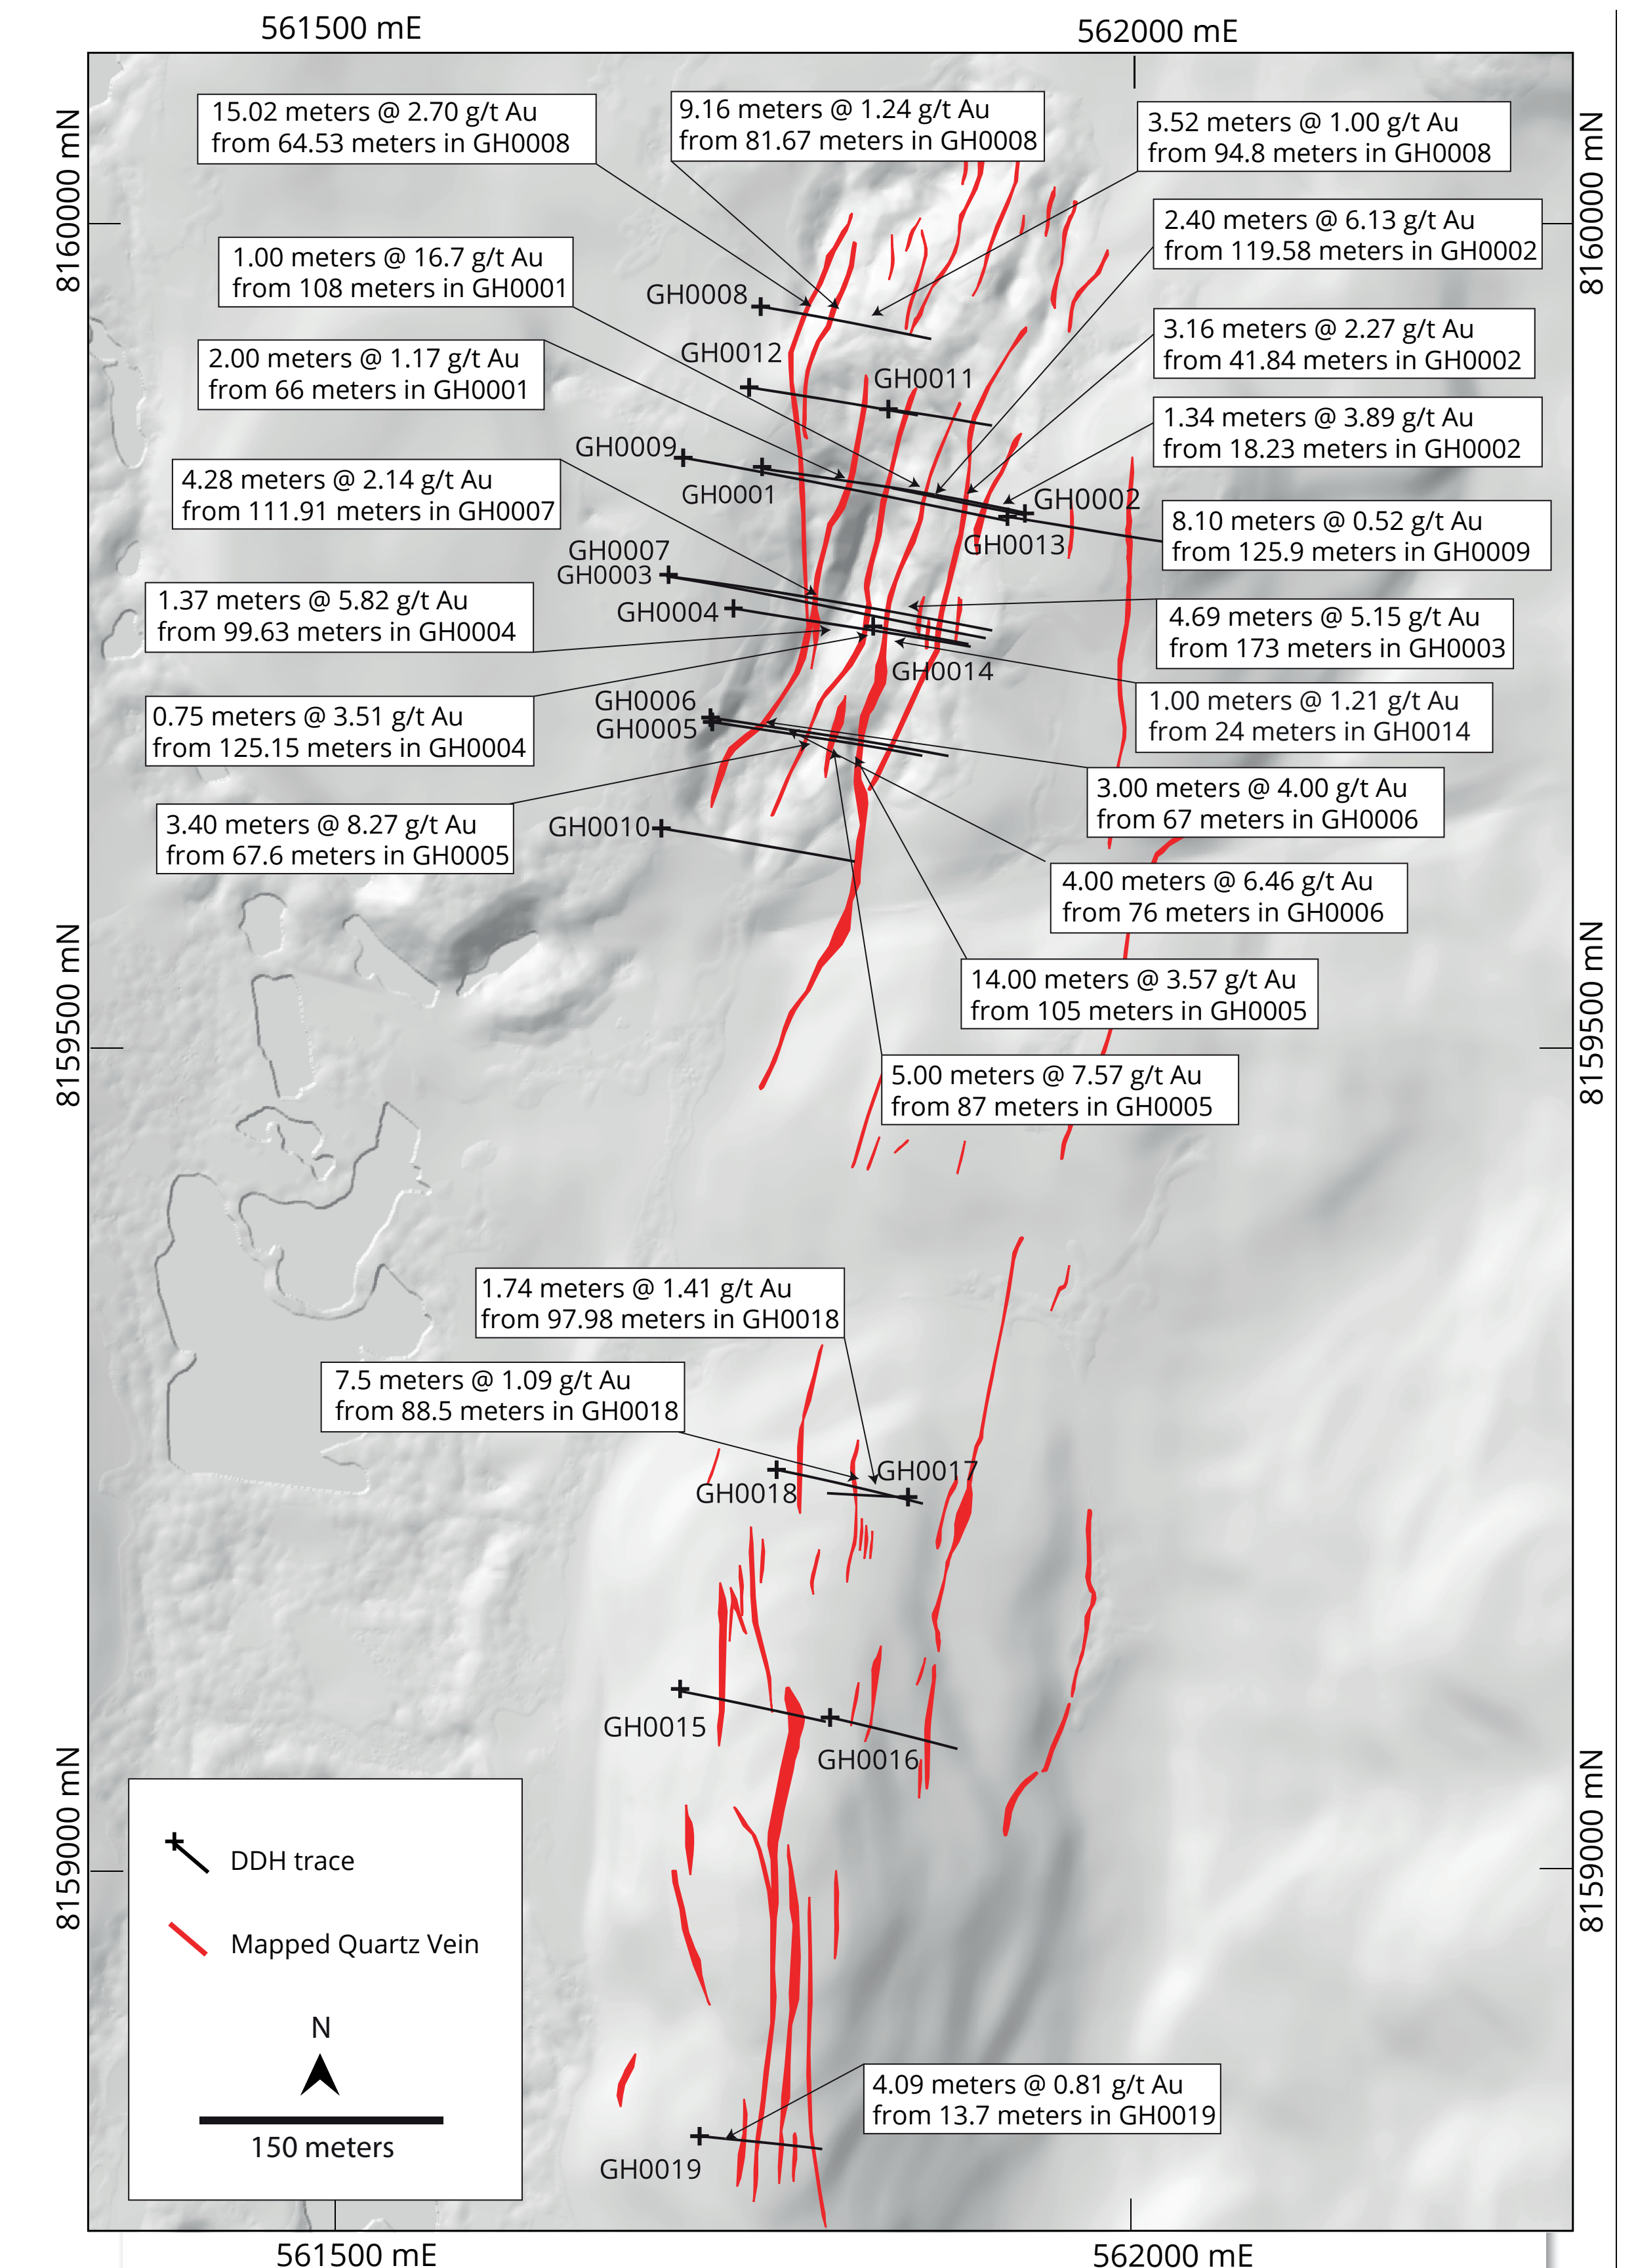 561500 mE
562000 mE
8160000 mN
8160000 mN
15.02 meters @ 2.70 g/t Au
from 64.53 meters in GH0008
9.16 meters @ 1.24 g/t Au
from 81.67 meters in GH0008
3.52 meters @ 1.00 g/t Au
from 94.8 meters in GH0008
2.40 meters @ 6.13 g/t Au
from 119.58 meters in GH0002
1.00 meters @ 16.7 g/t Au
from 108 meters in GH0001
GH0008
3.16 meters @ 2.27 g/t Au
from 41.84 meters in GH0002
2.00 meters @ 1.17 g/t Au
from 66 meters in GH0001
GH0012
GH0011
1.34 meters @ 3.89 g/t Au
from 18.23 meters in GH0002
GH0009
GH0001
GH0002
GH0013
4.28 meters @ 2.14 g/t Au
from 111.91 meters in GH0007
8.10 meters @ 0.52 g/t Au
from 125.9 meters in GH0009
GH0007
GH0003
GH0004
1.37 meters @ 5.82 g/t Au
from 99.63 meters in GH0004
4.69 meters @ 5.15 g/t Au
from 173 meters in GH0003
GH0014
GH0006
GH0005
0.75 meters @ 3.51 g/t Au
from 125.15 meters in GH0004
1.00 meters @ 1.21 g/t Au
from 24 meters in GH0014
3.00 meters @ 4.00 g/t Au
from 67 meters in GH0006
3.40 meters @ 8.27 g/t Au
from 67.6 meters in GH0005
GH0010
4.00 meters @ 6.46 g/t Au
from 76 meters in GH0006
8159500 mN
8159500 mN
14.00 meters @ 3.57 g/t Au
from 105 meters in GH0005
5.00 meters @ 7.57 g/t Au
from 87 meters in GH0005
1.74 meters @ 1.41 g/t Au
from 97.98 meters in GH0018
7.5 meters @ 1.09 g/t Au
from 88.5 meters in GH0018
GH0017
GH0018
GH0015
GH0016
8159000 mN
8159000 mN
DDH trace
Mapped Quartz Vein
N
150 meters
4.09 meters @ 0.81 g/t Au
from 13.7 meters in GH0019
GH0019
561500 mE
562000 mE